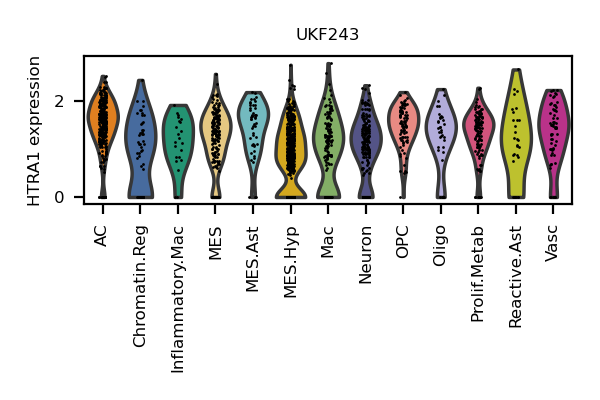 UKF243
HTRA1 expression
2
0
AC
Chromatin.Reg
Inflammatory.Mac
MES
MES.Ast
MES.Hyp
Mac
Neuron
OPC
Oligo
Prolif.Metab
Reactive.Ast
Vasc